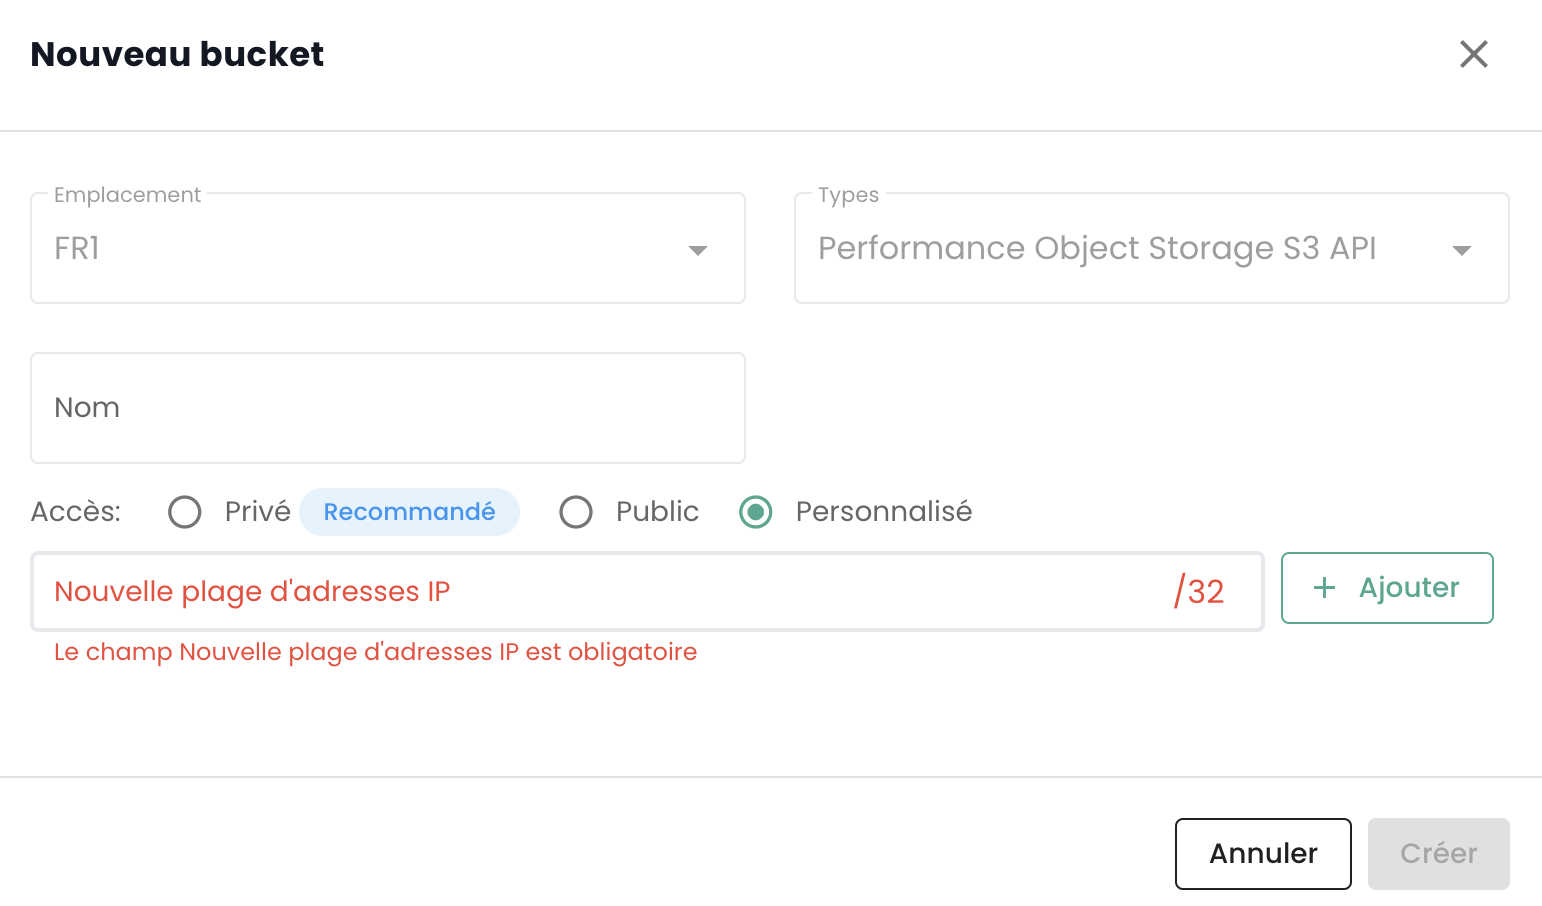 Nouveau bucket
Emplacement
FR1
Types
Performance Object Storage S3 API
Nom
Accès: Privé Recommandé Public Personnalisé
Nouvelle plage d'adresses IP /32
+ Ajouter
Le champ Nouvelle plage d'adresses IP est obligatoire
Annuler Créer